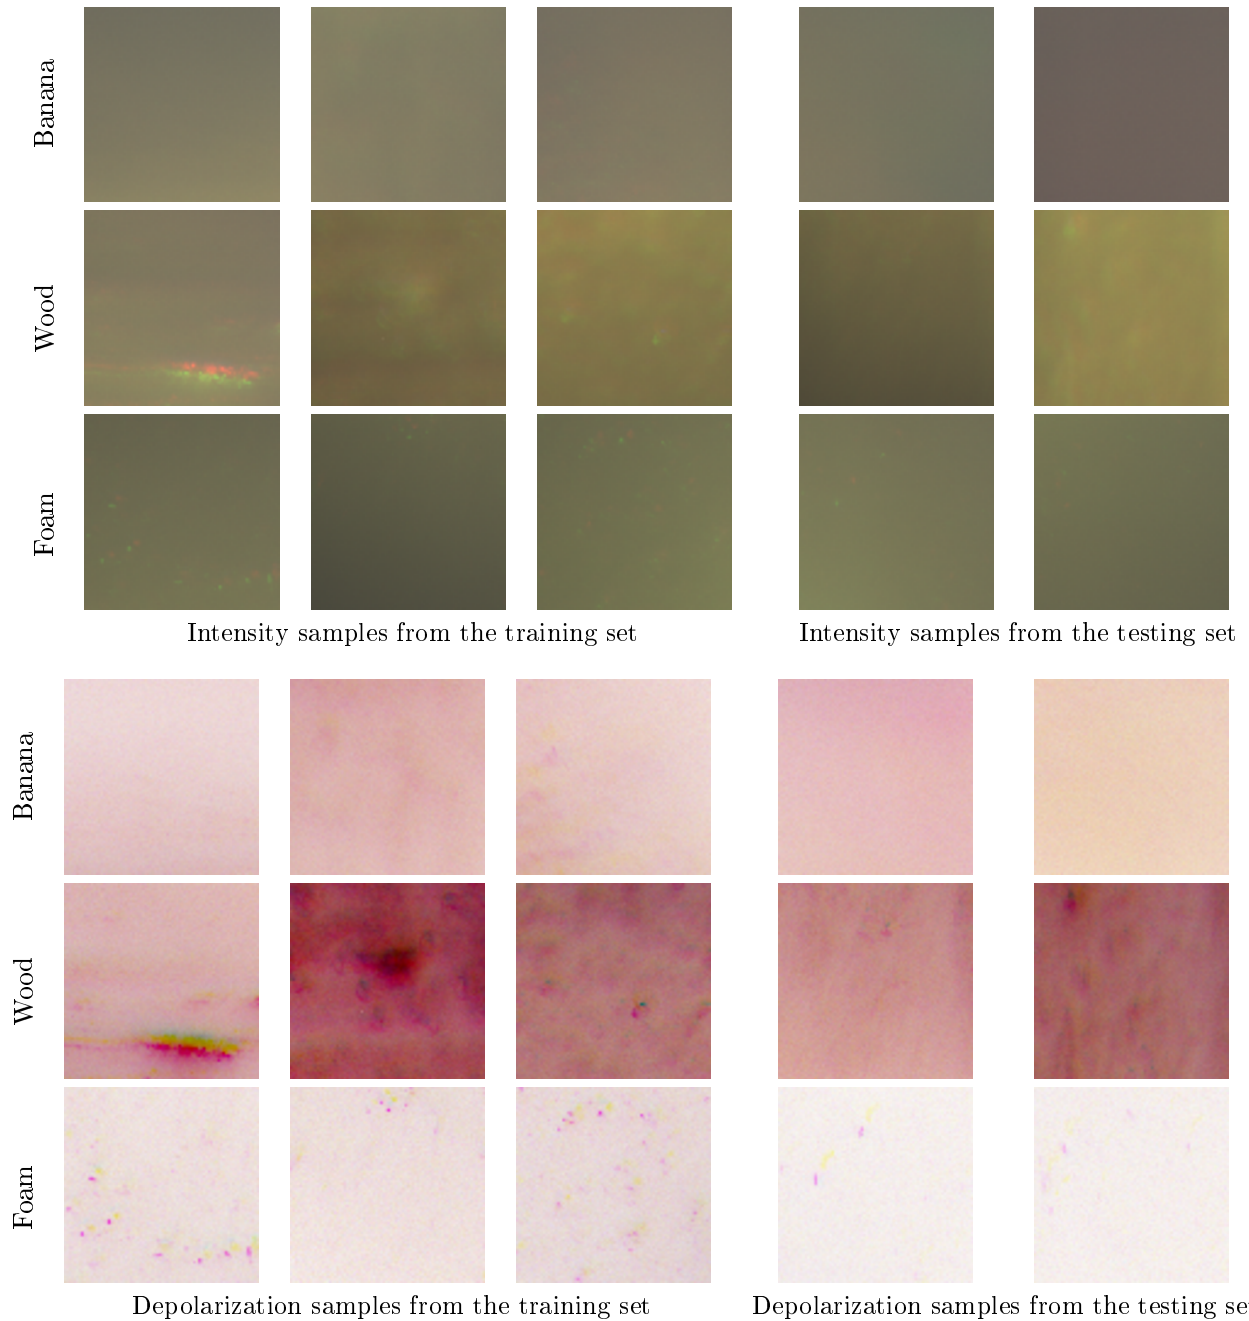 Banana
Wood
Foam
Intensity samples from the training set
Intensity samples from the testing set
Banana
Wood
Foam
Depolarization samples from the training set
Depolarization samples from the testing se